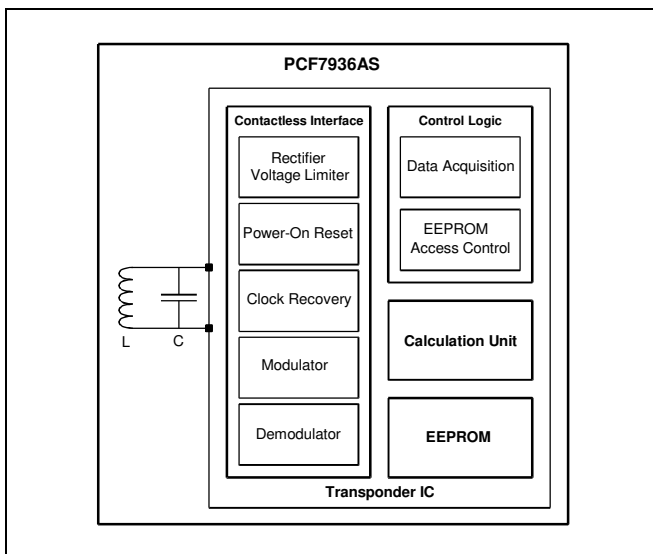 PCF7936AS
Contactless Interface
Rectifier
Voltage Limiter
Power-On Reset
Clock Recovery
Modulator
Demodulator
Control Logic
Data Acquisition
EEPROM
Access Control
Calculation Unit
EEPROM
L
C
Transponder IC